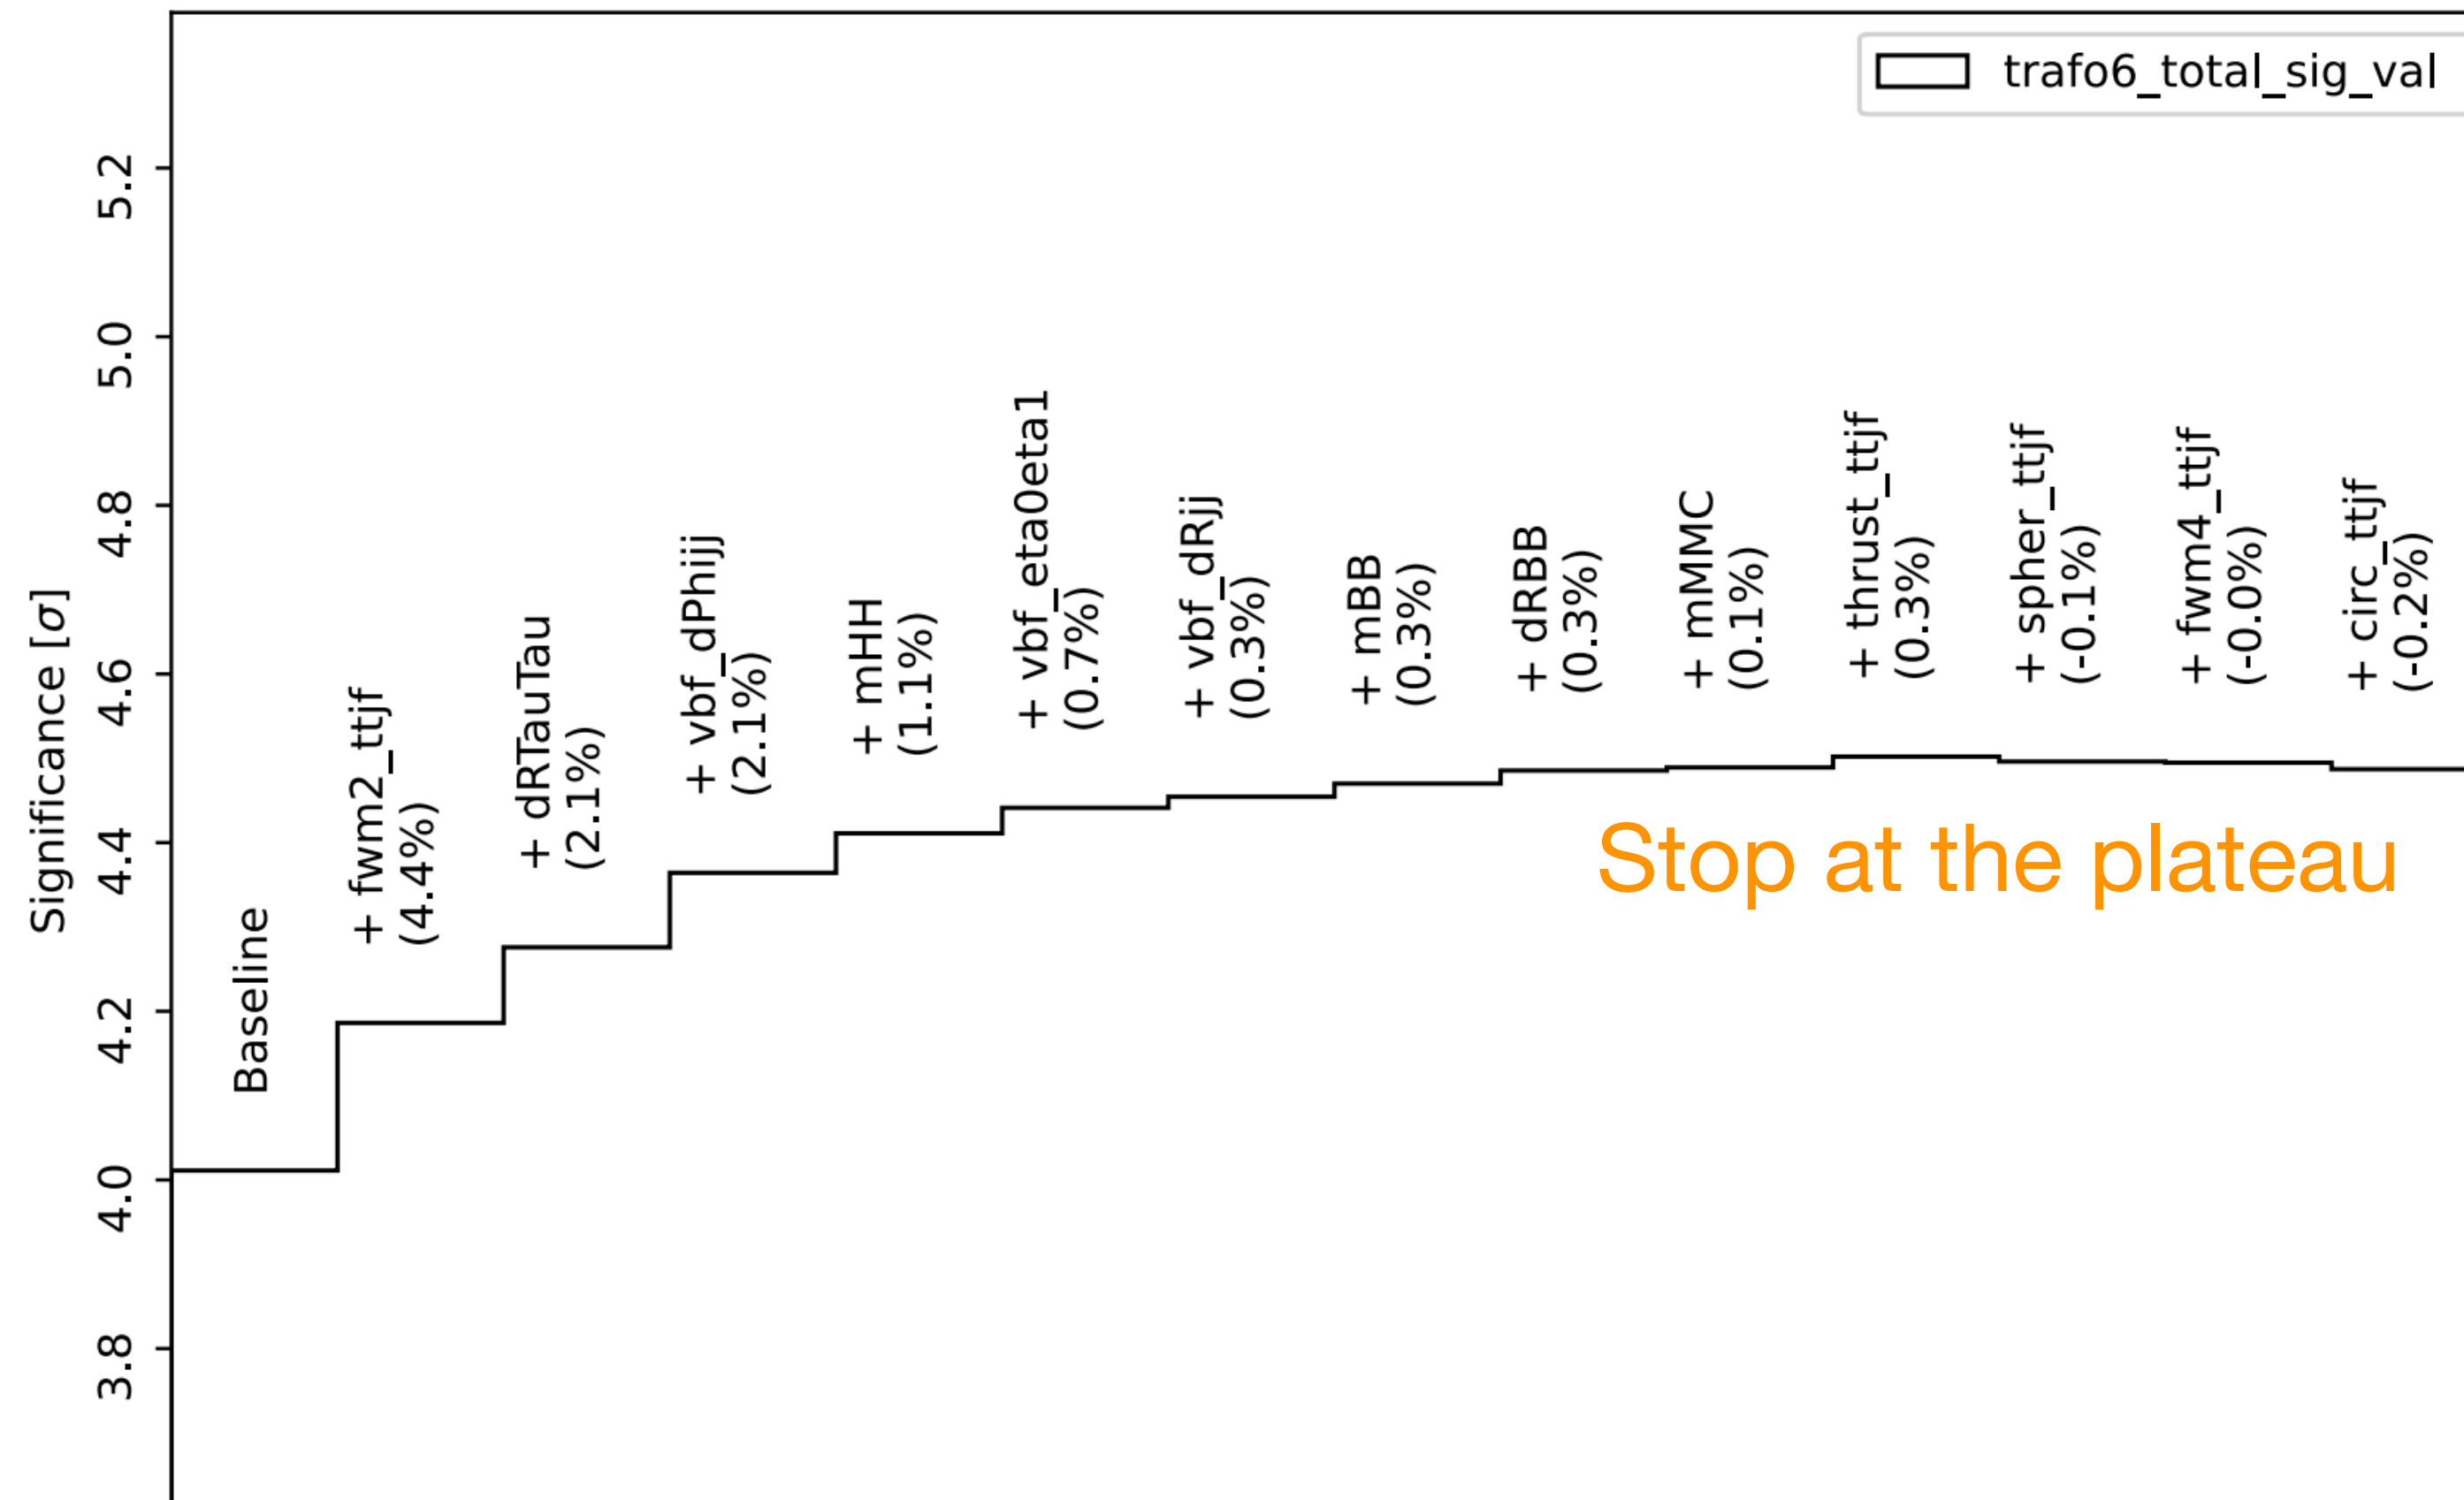 trafo6_total_sig_val
Significance [σ]
5.2
5.0
4.8
4.6
4.4
4.2
4.0
3.8
Baseline
+ fwm2_ttjf
(4.4%)
+ dRTauTau
(2.1%)
+ vbf_dPhijj
(2.1%)
+ mHH
(1.1%)
+ vbf_eta0eta1
(0.7%)
+ vbf_dRjj
(0.3%)
+ mBB
(0.3%)
+ dRBB
(0.3%)
+ mMMC
(0.1%)
+ thrust_ttjf
(0.3%)
+ spher_ttjf
(-0.1%)
+ fwm4_ttjf
(-0.0%)
+ circ_ttjf
(-0.2%)
Stop at the plateau